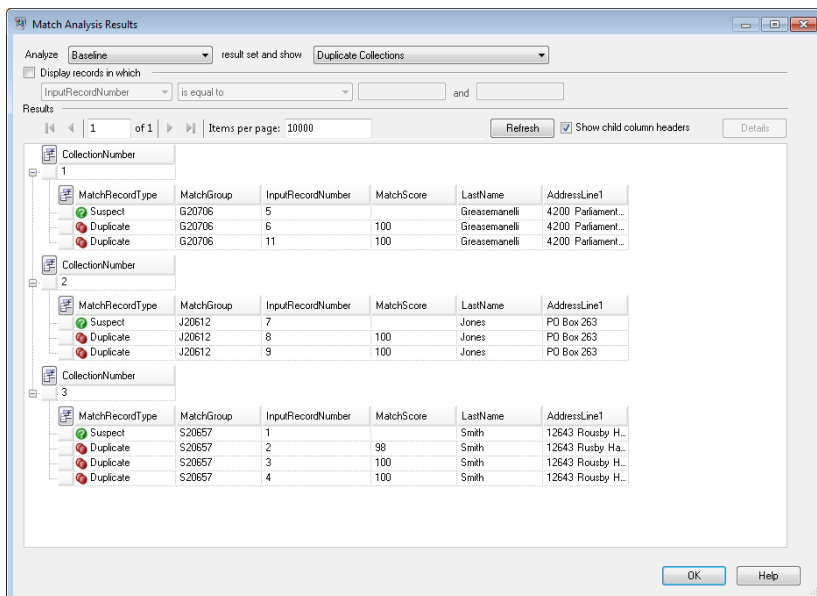 Match Analysis Results
Analyze Baseline result set and show Duplicate Collections
Display records in which
InputRecordNumber is equal to and
Results
1 of 1 Items per page: 10000 Refresh Show child column headers Details
CollectionNumber
1
MatchRecordType MatchGroup InputRecordNumber MatchScore LastName AddressLine1
Suspect G20706 5 Greasemanelli 4200 Parliament...
Duplicate G20706 6 100 Greasemanelli 4200 Parliament...
Duplicate G20706 11 100 Greasemanelli 4200 Parliament...
CollectionNumber
2
MatchRecordType MatchGroup InputRecordNumber MatchScore LastName AddressLine1
Suspect J20612 7 Jones PO Box 263
Duplicate J20612 8 100 Jones PO Box 263
Duplicate J20612 9 100 Jones PO Box 263
CollectionNumber
3
MatchRecordType MatchGroup InputRecordNumber MatchScore LastName AddressLine1
Suspect S20657 1 Smith 12643 Rousby H...
Duplicate S20657 2 98 Smith 12643 Rusby Ha...
Duplicate S20657 3 100 Smith 12643 Rousby H...
Duplicate S20657 4 100 Smith 12643 Rousby H...
OK Help